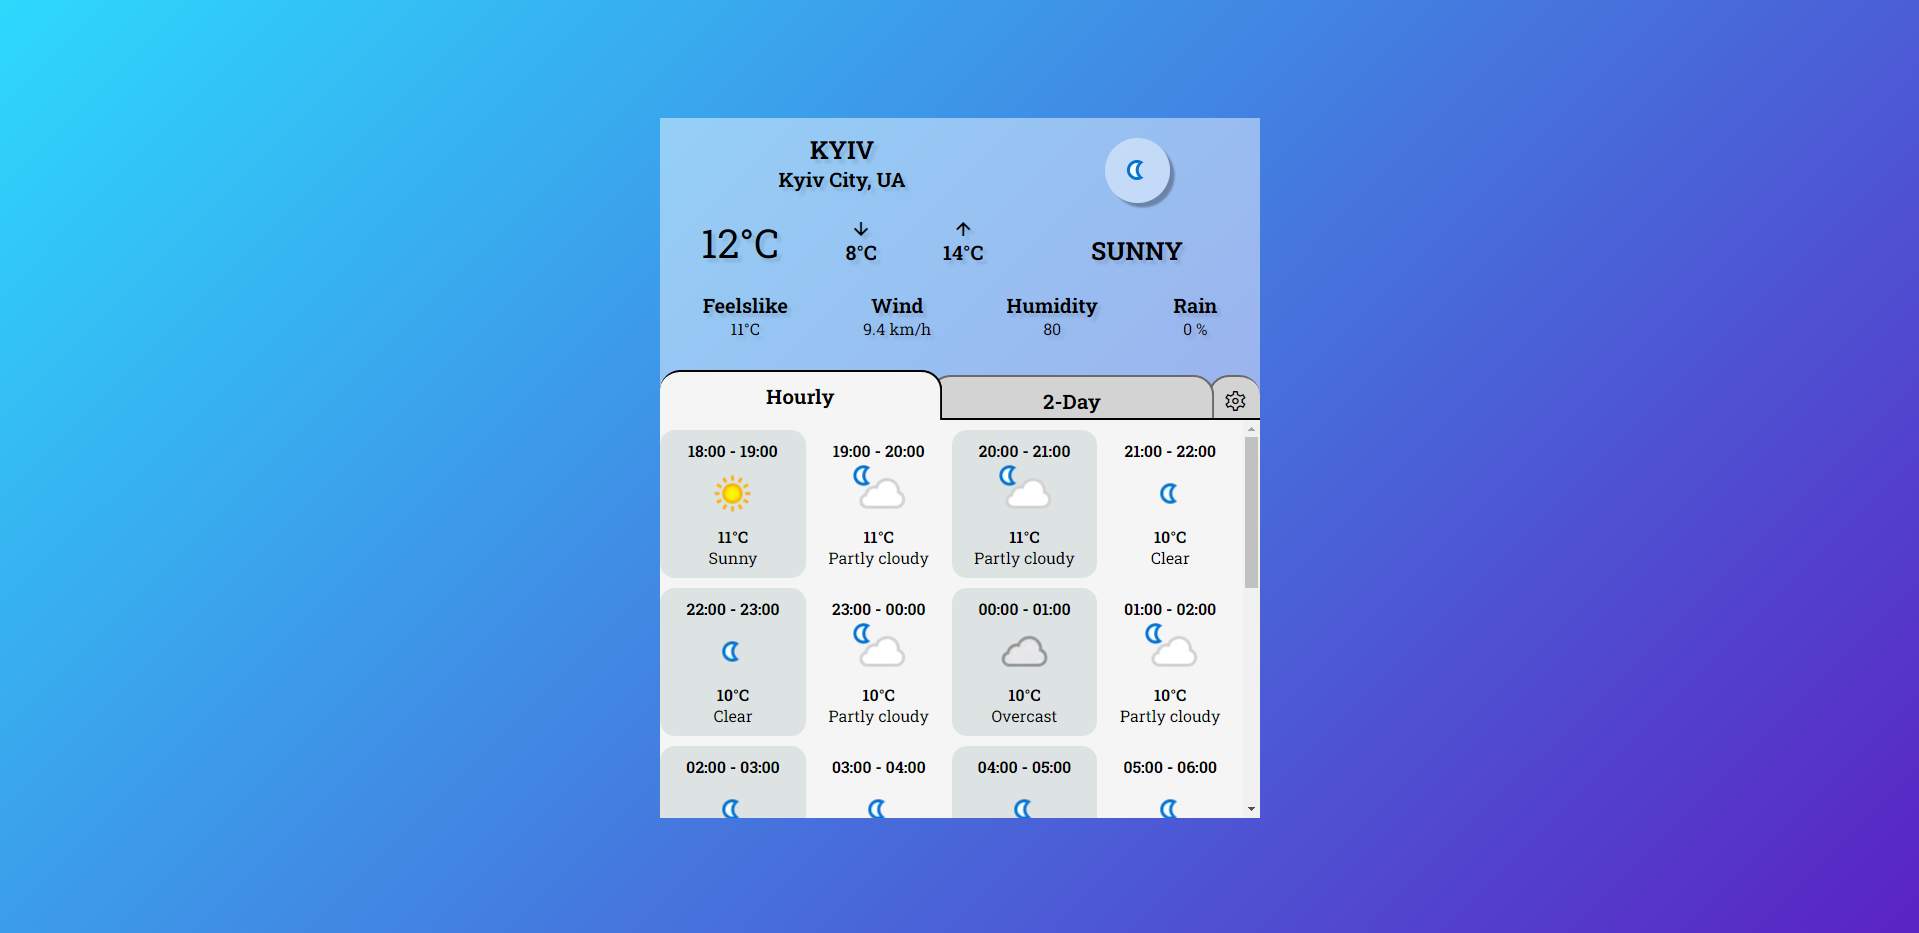 KYIV
Kyiv City, UA
12°C
8°C
14°C
SUNNY
Feelslike
Wind
Humidity
Rain
11°C
9.4 km/h
80
0 %
Hourly
2-Day
18:00 - 19:00
19:00 - 20:00
20:00 - 21:00
21:00 - 22:00
11°C
11°C
11°C
10°C
Sunny
Partly cloudy
Partly cloudy
Clear
22:00 - 23:00
23:00 - 00:00
00:00 - 01:00
01:00 - 02:00
10°C
10°C
10°C
10°C
Clear
Partly cloudy
Overcast
Partly cloudy
02:00 - 03:00
03:00 - 04:00
04:00 - 05:00
05:00 - 06:00